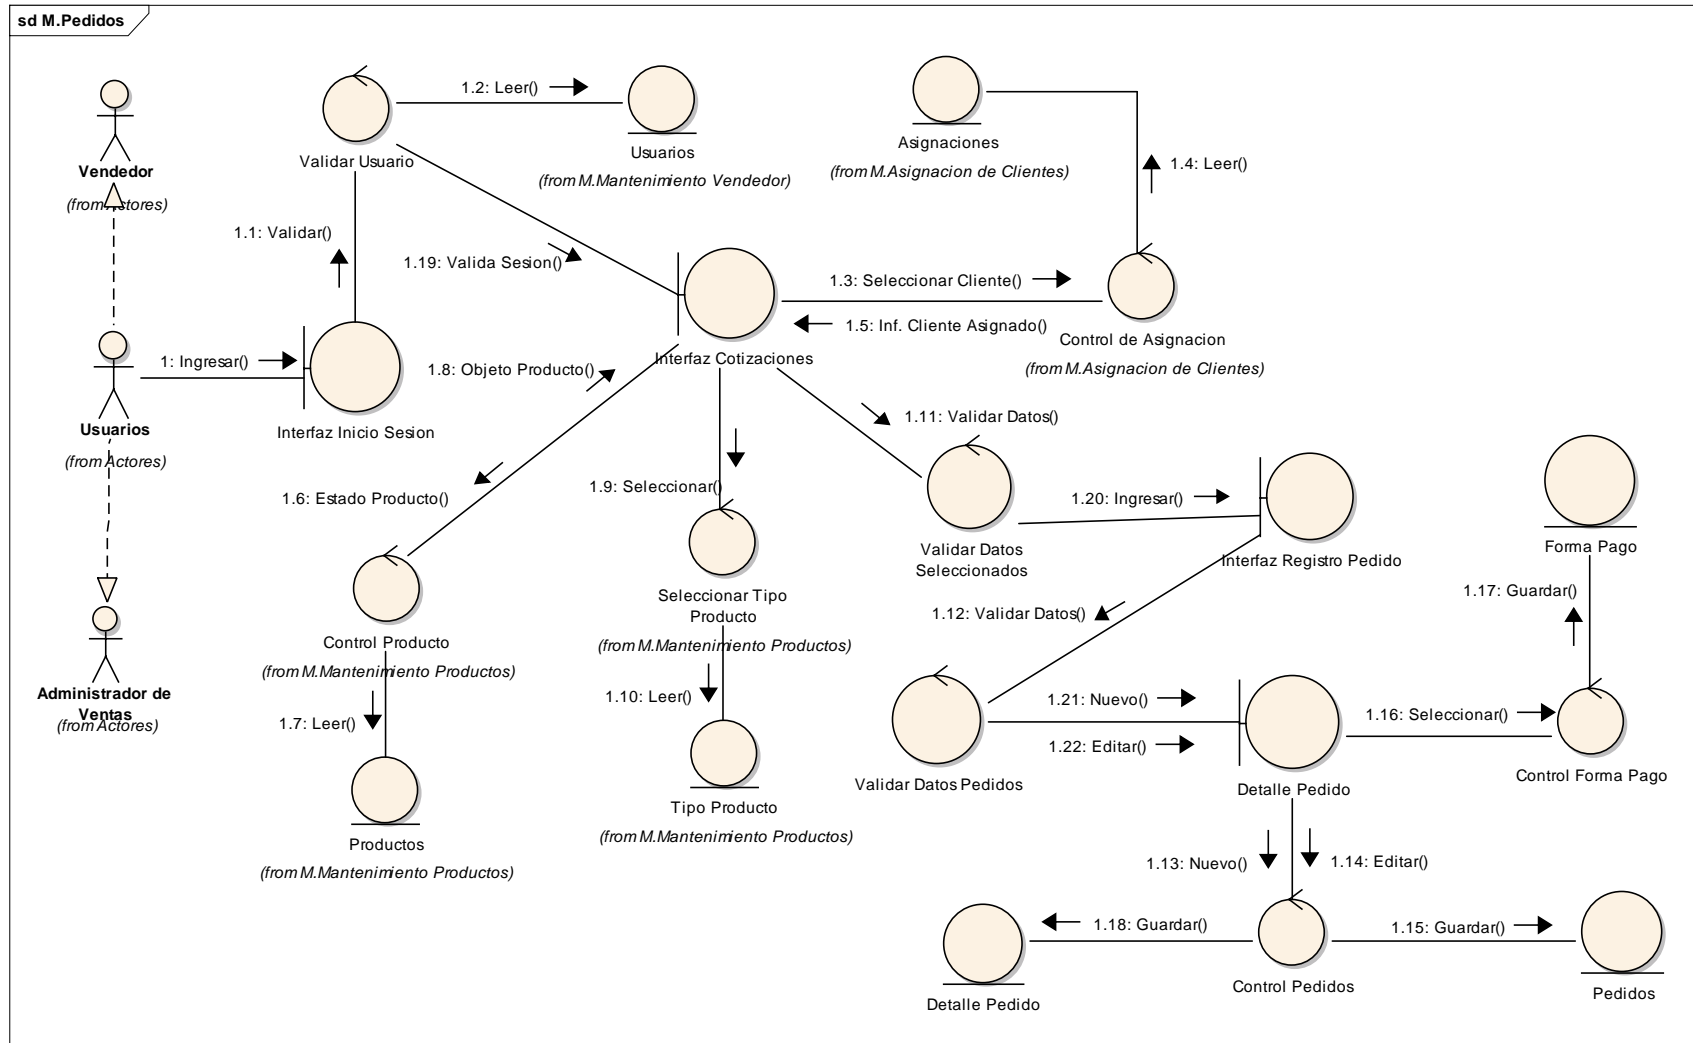 sd M.Pedidos
Vendedor
(from Actores)
Validar Usuario
1.2: Leer()
Usuarios
(from M.Mantenimiento Vendedor)
Asignaciones
(from M.Asignacion de Clientes)
1.4: Leer()
1.1: Validar()
1.19: Valida Sesion()
1.3: Seleccionar Cliente()
1.5: Inf. Cliente Asignado()
Control de Asignacion
(from M.Asignacion de Clientes)
Interfaz Cotizaciones
1: Ingresar()
Usuarios
(from Actores)
Interfaz Inicio Sesion
1.8: Objeto Producto()
1.11: Validar Datos()
1.6: Estado Producto()
1.9: Seleccionar()
1.20: Ingresar()
Validar Datos
Seleccionados
Interfaz Registro Pedido
Forma Pago
1.17: Guardar()
Seleccionar Tipo
Producto
(from M.Mantenimiento Productos)
1.12: Validar Datos()
Control Producto
(from M.Mantenimiento Productos)
Administrador de
Ventas
(from Actores)
1.7: Leer()
1.10: Leer()
1.21: Nuevo()
1.22: Editar()
1.16: Seleccionar()
Validar Datos Pedidos
Detalle Pedido
Control Forma Pago
Tipo Producto
(from M.Mantenimiento Productos)
Productos
(from M.Mantenimiento Productos)
1.13: Nuevo()
1.14: Editar()
1.18: Guardar()
1.15: Guardar()
Detalle Pedido
Control Pedidos
Pedidos